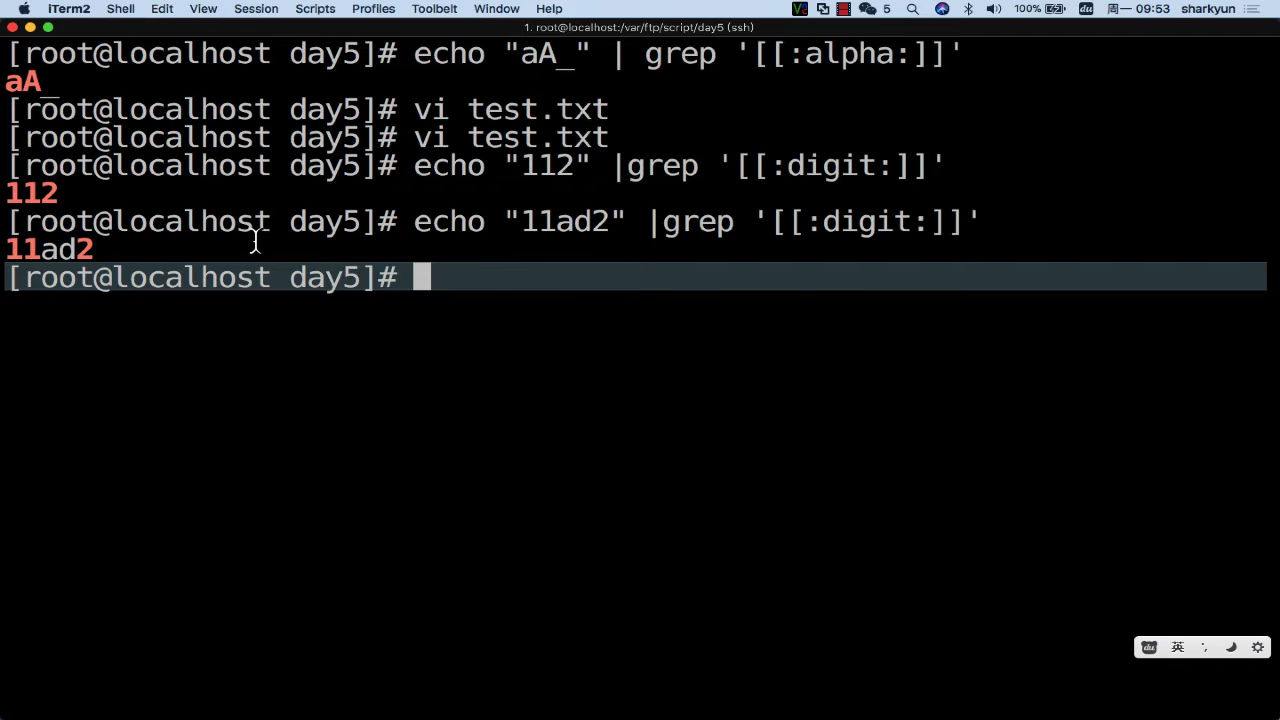 iTerm2 Shell Edit View Session Scripts Profiles Toolbelt Window Help 5 100% 周一 09:53 sharkyun
1. root@localhost:/var/ftp/script/day5 (ssh)
[root@localhost day5]# echo "aA_" | grep '[[:alpha:]]'
aA_
[root@localhost day5]# vi test.txt
[root@localhost day5]# vi test.txt
[root@localhost day5]# echo "112" |grep '[[:digit:]]'
112
[root@localhost day5]# echo "11ad2" |grep '[[:digit:]]'
11ad2
[root@localhost day5]#
du 英